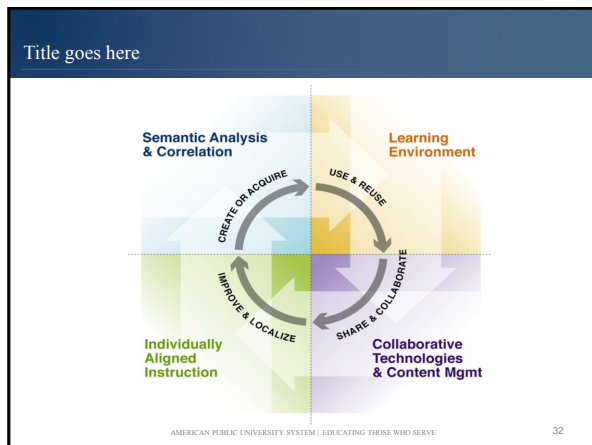 Title goes here
Semantic Analysis
& Correlation
Learning
Environment
CREATE OR ACQUIRE
USE & REUSE
IMPROVE & LOCALIZE
SHARE & COLLABORATE
Individually
Aligned
Instruction
Collaborative
Technologies
& Content Mgmt
AMERICAN PUBLIC UNIVERSITY SYSTEM | EDUCATING THOSE WHO SERVE
32